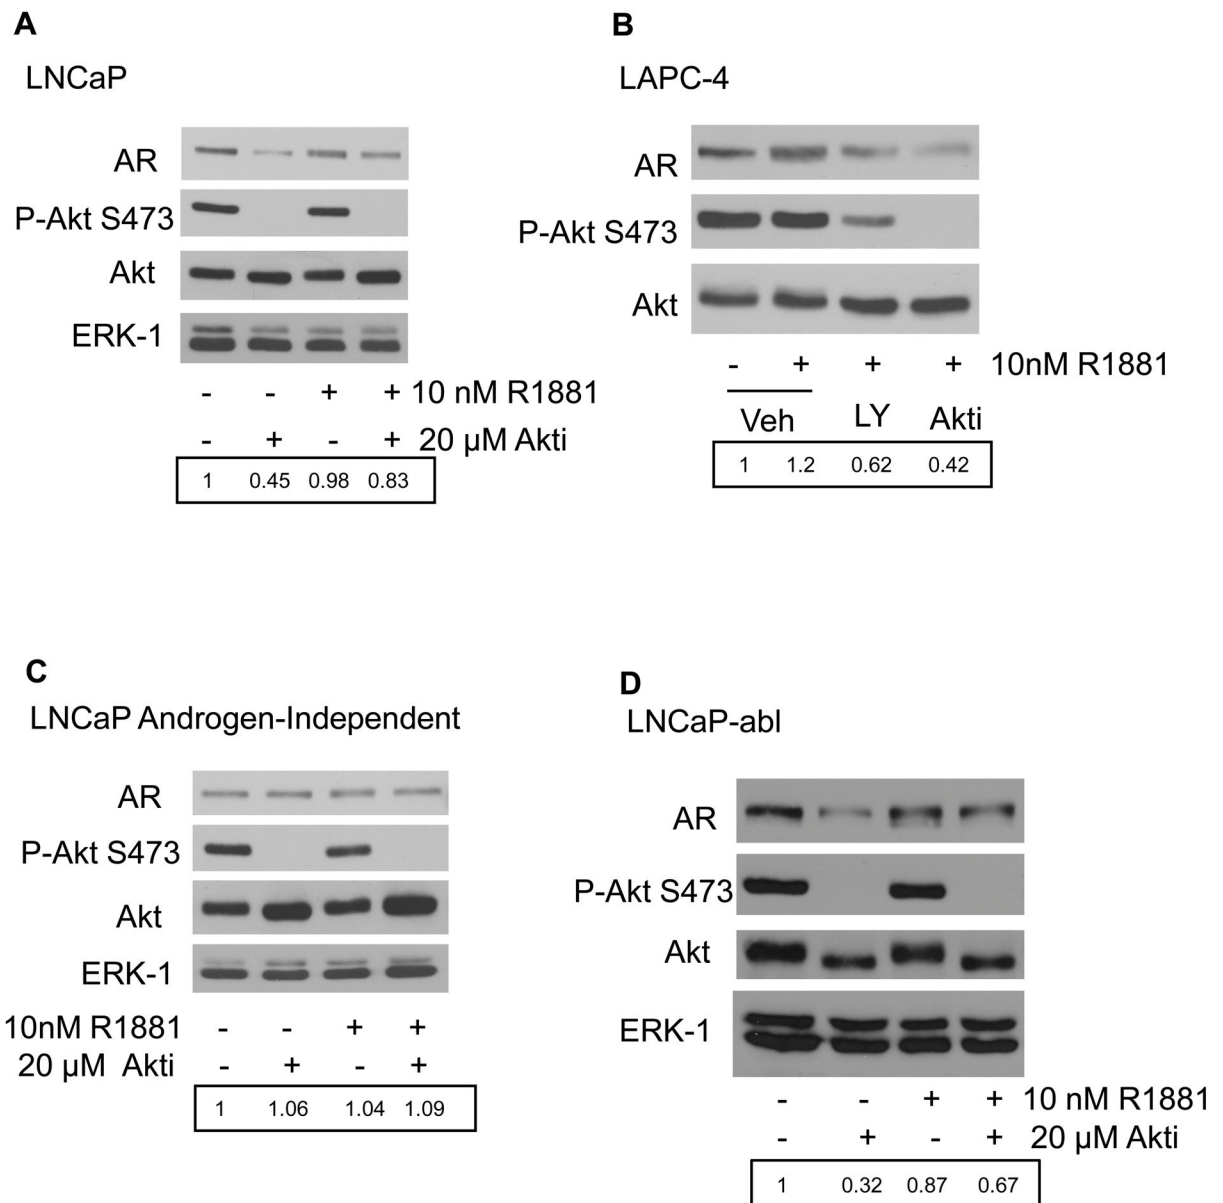 A
LNCaP
AR
P-Akt S473
Akt
ERK-1
- - + + 10 nM R1881
- + - + 20 µM Akti
1 0.45 0.98 0.83
B
LAPC-4
AR
P-Akt S473
Akt
- + + + 10nM R1881
Veh LY Akti
1 1.2 0.62 0.42
C
LNCaP Androgen-Independent
AR
P-Akt S473
Akt
ERK-1
10nM R1881 - - + +
20 µM Akti - + - +
1 1.06 1.04 1.09
D
LNCaP-abl
AR
P-Akt S473
Akt
ERK-1
- - + + 10 nM R1881
- + - + 20 µM Akti
1 0.32 0.87 0.67